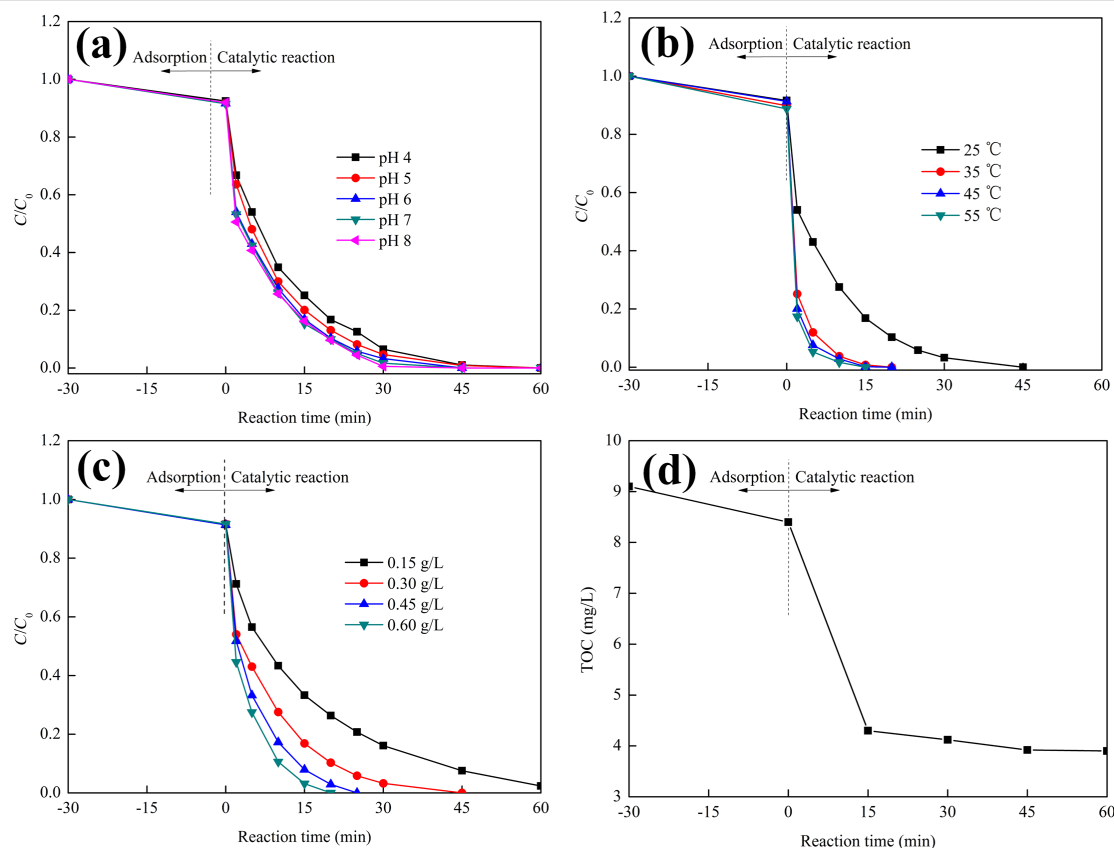 (a)
Adsorption Catalytic reaction
1.2
1.0
0.8
0.6
0.4
0.2
0.0
C/C0
pH 4
pH 5
pH 6
pH 7
pH 8
-30 -15 0 15 30 45 60
Reaction time (min)
(b)
Adsorption Catalytic reaction
1.2
1.0
0.8
0.6
0.4
0.2
0.0
C/C0
25 ℃
35 ℃
45 ℃
55 ℃
-30 -15 0 15 30 45 60
Reaction time (min)
(c)
Adsorption Catalytic reaction
1.2
1.0
0.8
0.6
0.4
0.2
0.0
C/C0
0.15 g/L
0.30 g/L
0.45 g/L
0.60 g/L
-30 -15 0 15 30 45 60
Reaction time (min)
(d)
Adsorption Catalytic reaction
10
9
8
7
6
5
4
3
TOC (mg/L)
-30 -15 0 15 30 45 60
Reaction time (min)